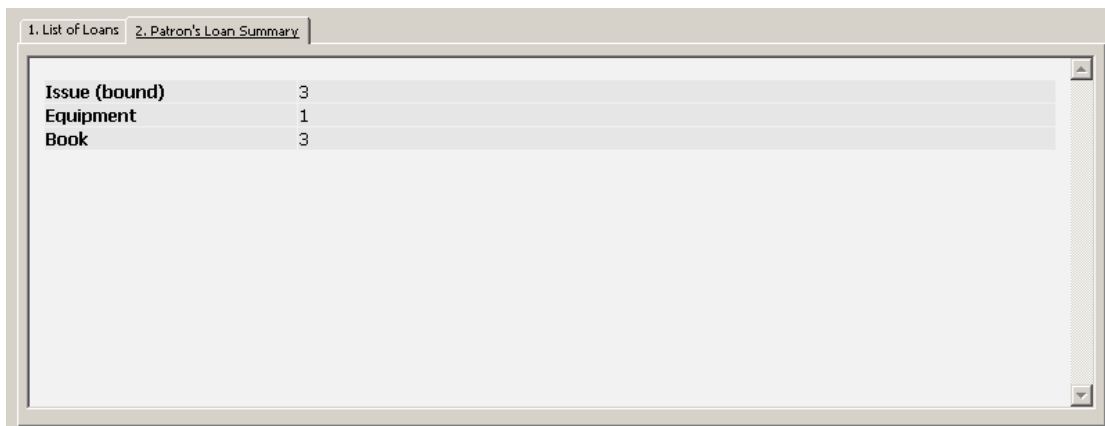 1. List of Loans 2. Patron's Loan Summary
Issue (bound) 3
Equipment 1
Book 3